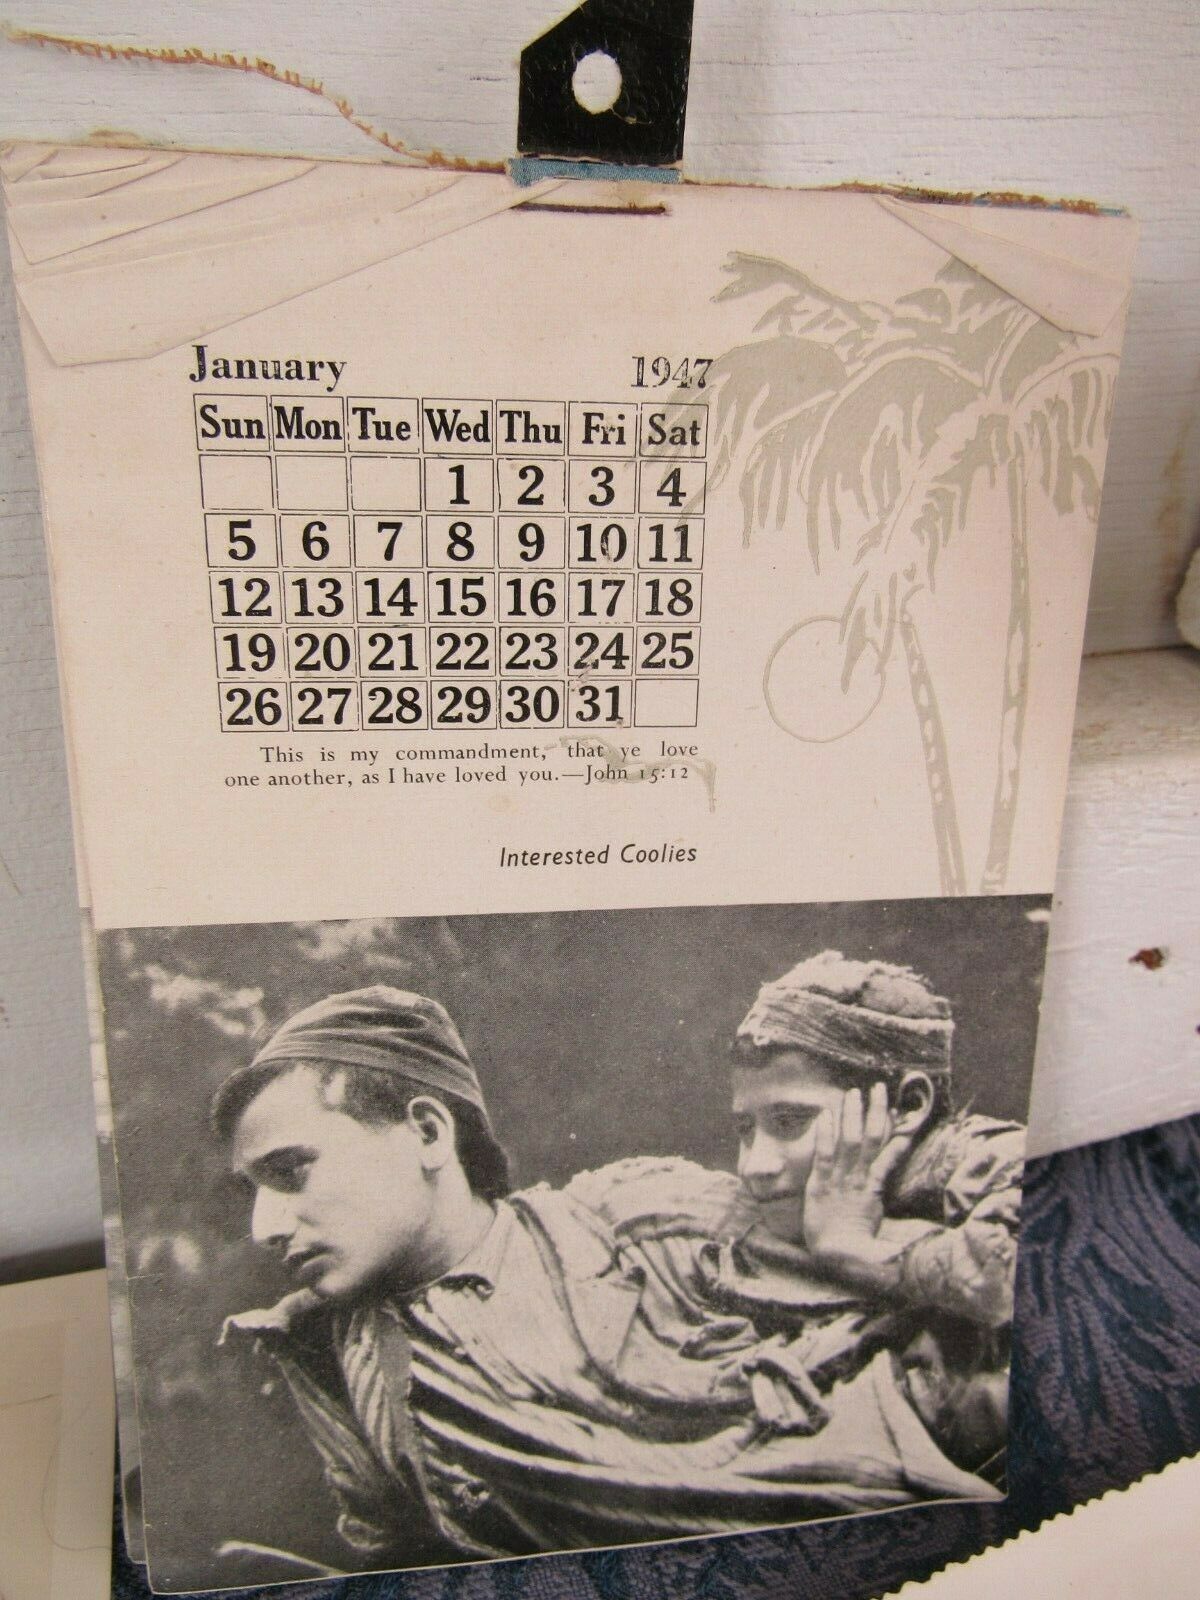 January 1947
Sun Mon Tue Wed Thu Fri Sat
1 2 3 4
5 6 7 8 9 10 11
12 13 14 15 16 17 18
19 20 21 22 23 24 25
26 27 28 29 30 31
This is my commandment, that ye love
one another, as I have loved you.—John 15:12
Interested Coolies